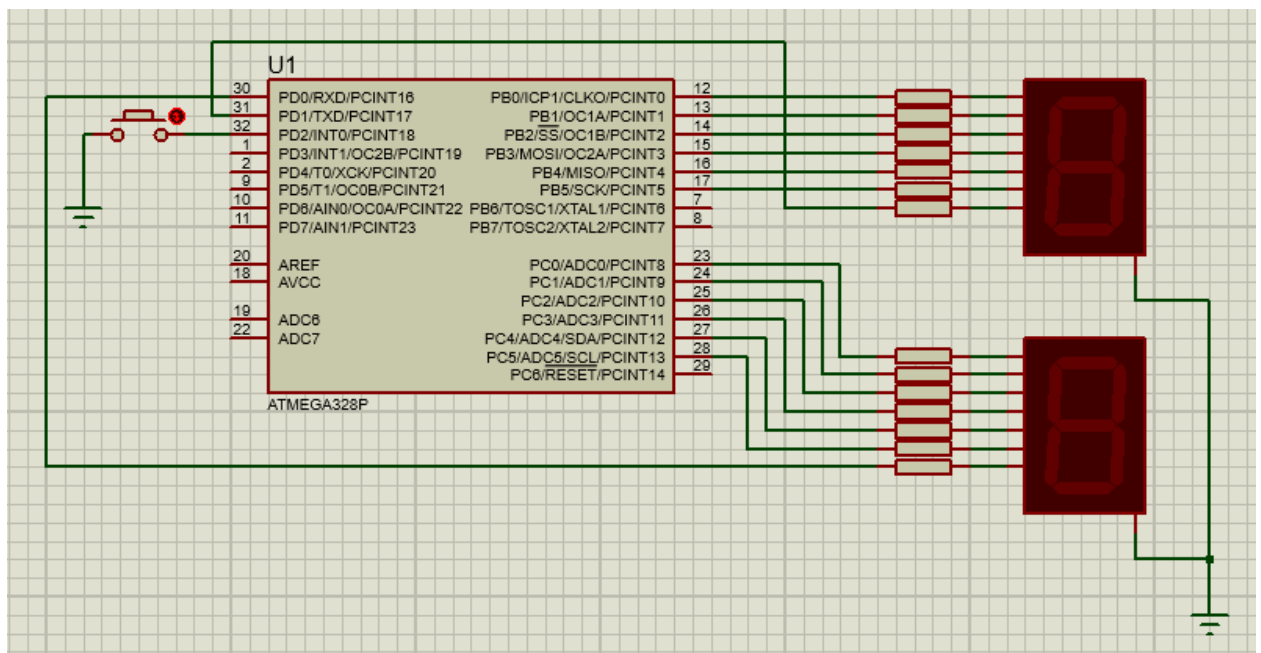 U1
30 PD0/RXD/PCINT16 PB0/ICP1/CLKO/PCINT0 12
31 PD1/TXD/PCINT17 PB1/OC1A/PCINT1 13
32 PD2/INT0/PCINT18 PB2/SS/OC1B/PCINT2 14
1 PD3/INT1/OC2B/PCINT19 PB3/MOSI/OC2A/PCINT3 15
2 PD4/T0/XCK/PCINT20 PB4/MISO/PCINT4 16
9 PD5/T1/OC0B/PCINT21 PB5/SCK/PCINT5 17
10 PD6/AIN0/OC0A/PCINT22 PB6/TOSC1/XTAL1/PCINT6 7
11 PD7/AIN1/PCINT23 PB7/TOSC2/XTAL2/PCINT7 8
20 AREF PC0/ADC0/PCINT8 23
18 AVCC PC1/ADC1/PCINT9 24
PC2/ADC2/PCINT10 25
19 ADC6 PC3/ADC3/PCINT11 26
22 ADC7 PC4/ADC4/SDA/PCINT12 27
PC5/ADC5/SCL/PCINT13 28
PC6/RESET/PCINT14 29
ATMEGA328P